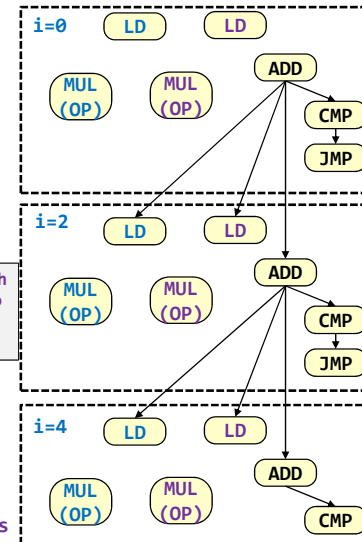 i=0
LD
LD
ADD
MUL
(OP)
MUL
(OP)
CMP
JMP
i=2
LD
LD
ADD
MUL
(OP)
MUL
(OP)
CMP
JMP
i=4
LD
LD
ADD
MUL
(OP)
MUL
(OP)
CMP